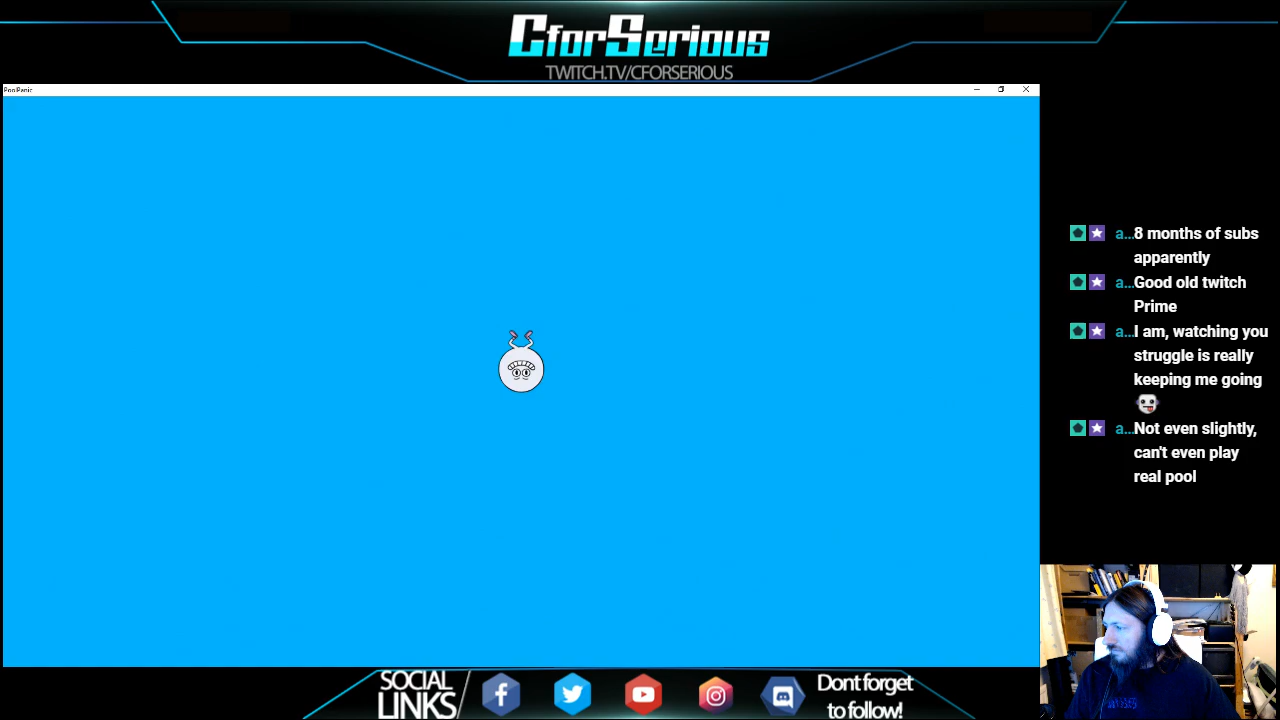 CforSerious
TWITCH.TV/CFORSERIOUS
PoolPanic
a...8 months of subs
apparently
a...Good old twitch
Prime
a...I am, watching you
struggle is really
keeping me going
a...Not even slightly,
can't even play
real pool
SOCIAL
LINKS
Dont forget
to follow!